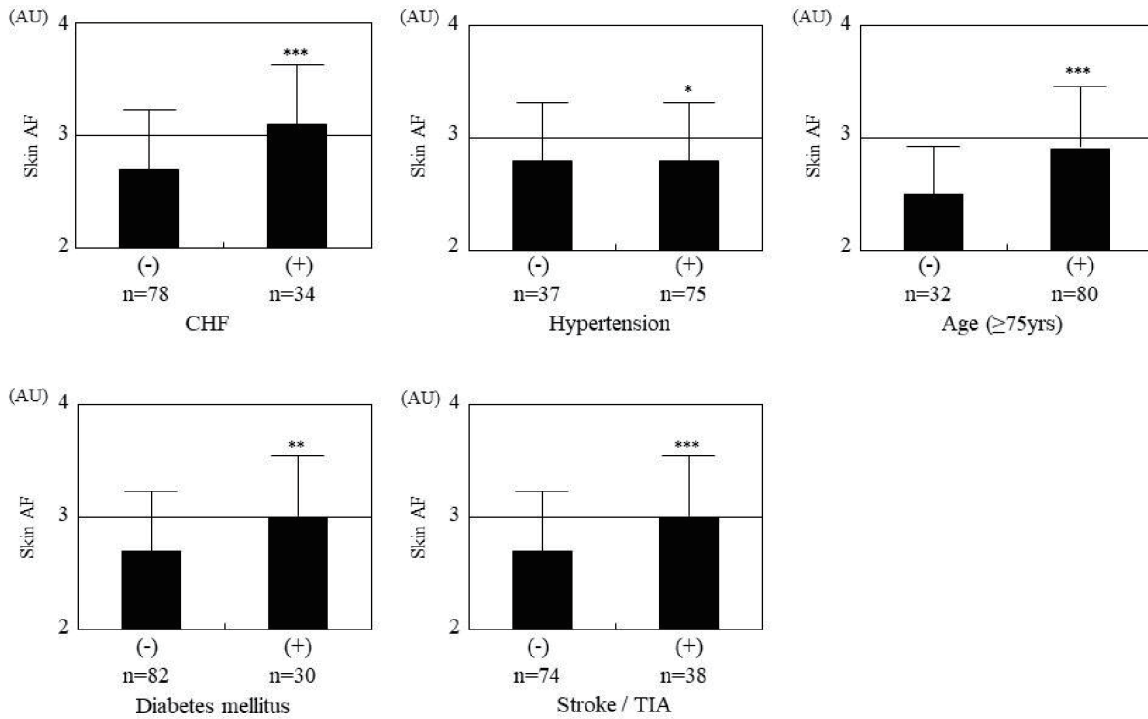 (AU)
4
3
2
Skin AF
***
(-)
(+)
n=78
n=34
CHF
(AU)
4
3
2
Skin AF
*
(-)
(+)
n=37
n=75
Hypertension
(AU)
4
3
2
Skin AF
***
(-)
(+)
n=32
n=80
Age (≥75yrs)
(AU)
4
3
2
Skin AF
**
(-)
(+)
n=82
n=30
Diabetes mellitus
(AU)
4
3
2
Skin AF
***
(-)
(+)
n=74
n=38
Stroke / TIA